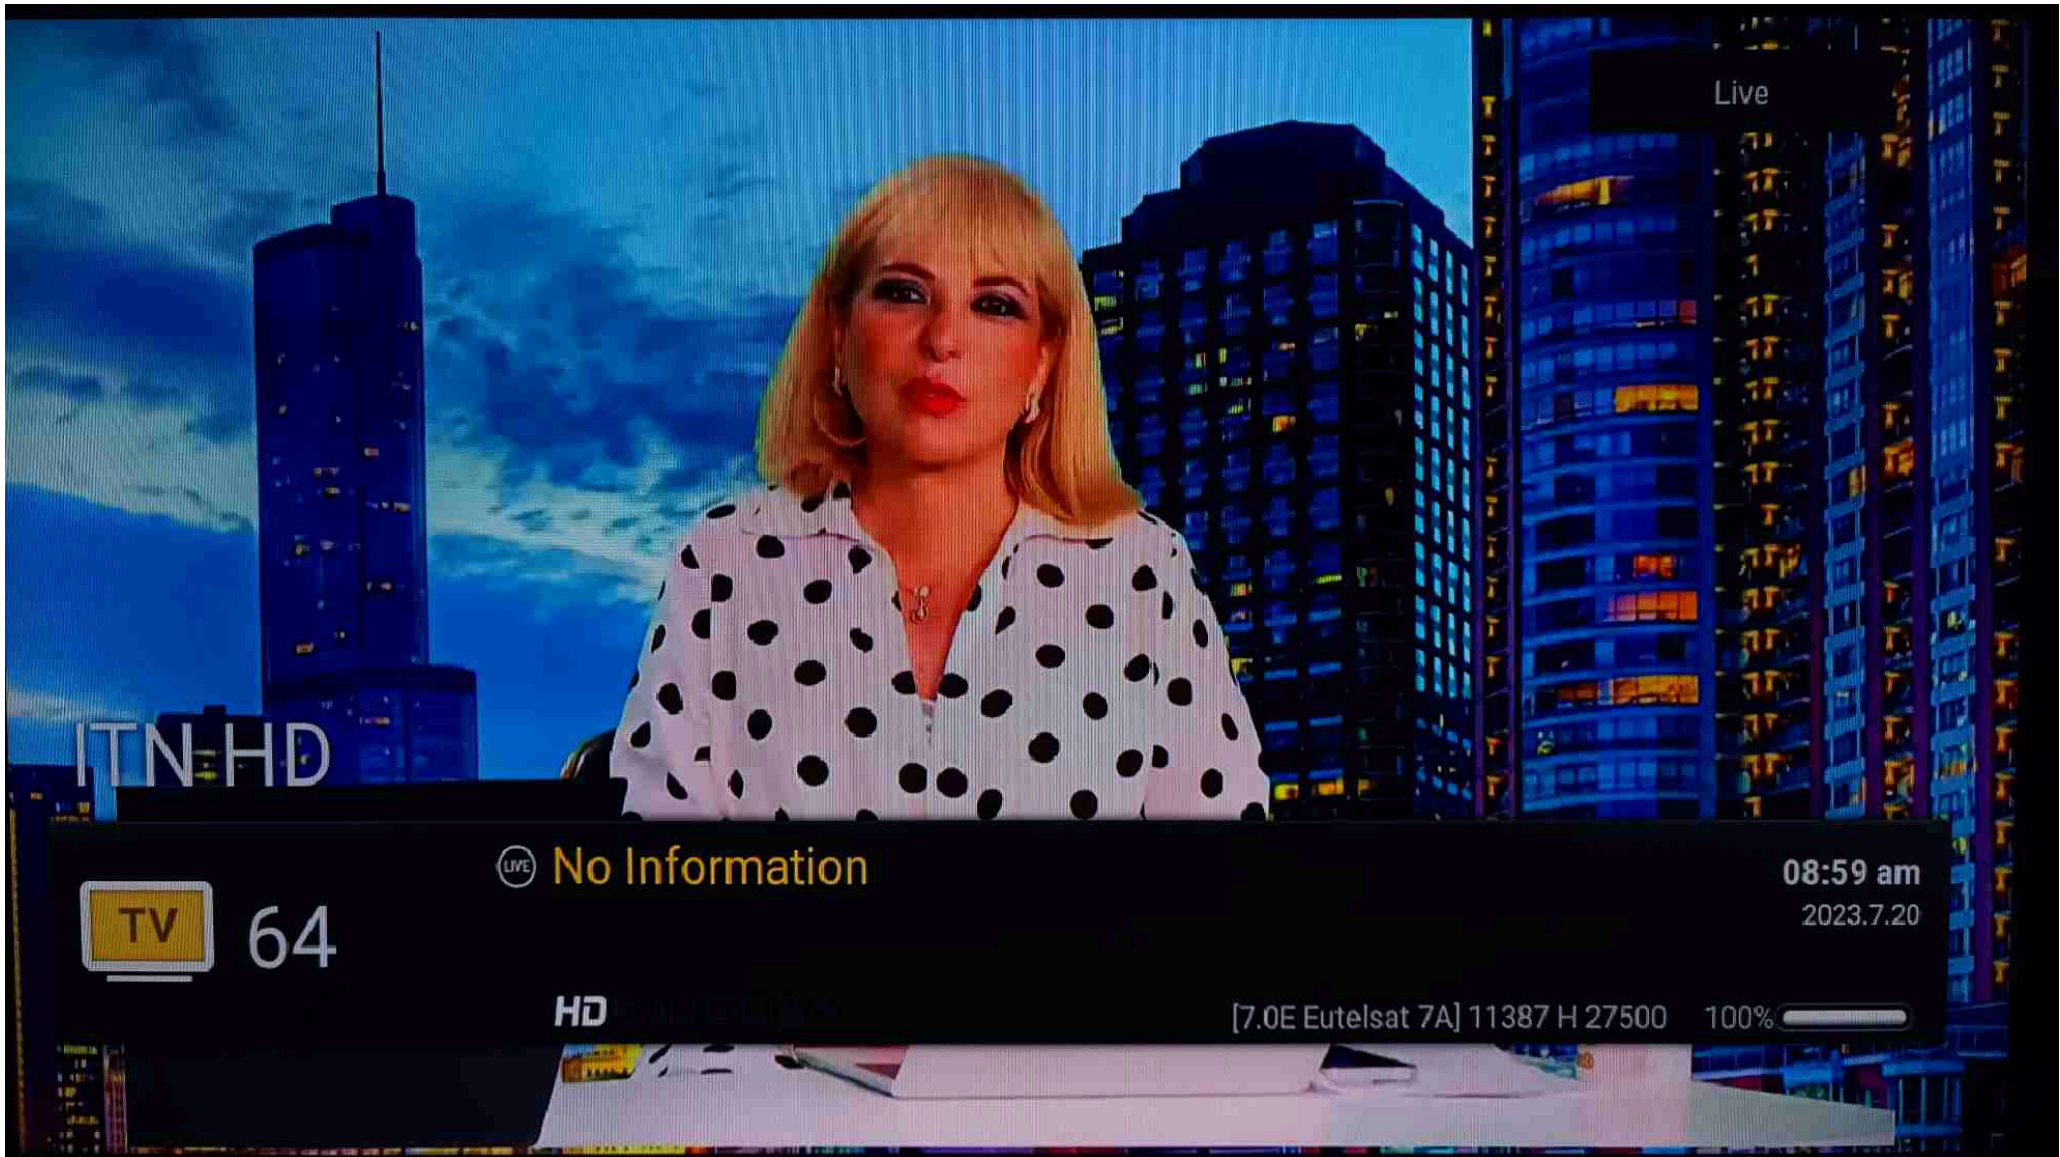 Live
ITN HD
LIVE No Information
08:59 am
2023.7.20
TV 64
HD
[7.0E Eutelsat 7A] 11387 H 27500 100%